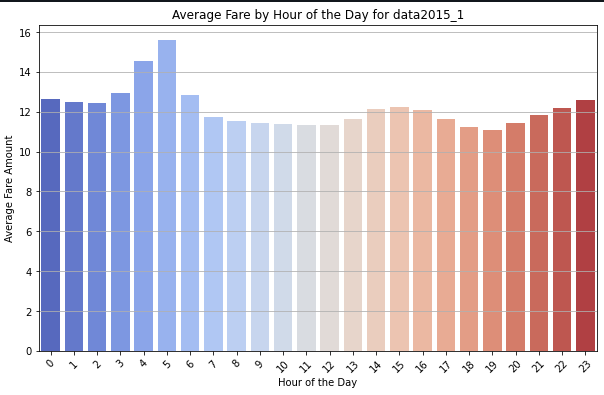 Average Fare by Hour of the Day for data2015_1
Average Fare Amount
16
14
12
10
8
6
4
2
0
0 1 2 3 4 5 6 7 8 9 10 11 12 13 14 15 16 17 18 19 20 21 22 23
Hour of the Day